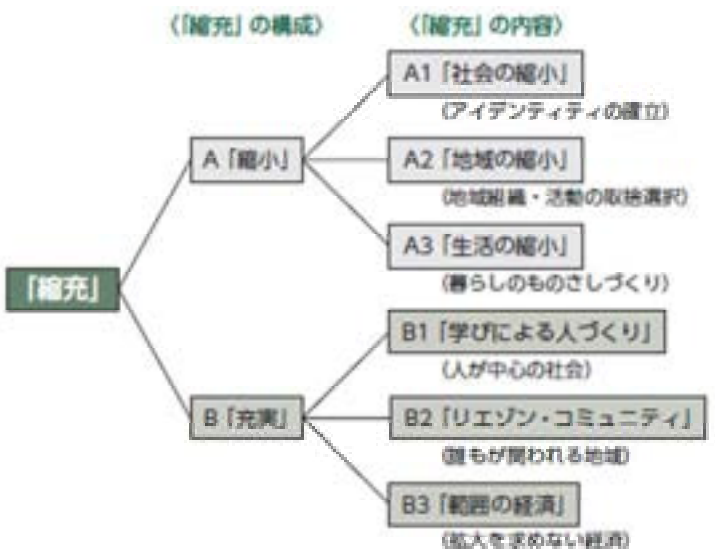 〈「縮充」の構成〉
〈「縮充」の内容〉
「縮充」
A「縮小」
A1「社会の縮小」
(アイデンティティの確立)
A2「地域の縮小」
(地域組織・活動の取捨選択)
A3「生活の縮小」
(暮らしのものさしづくり)
B「充実」
B1「学びによる人づくり」
(人が中心の社会)
B2「リエゾン・コミュニティ」
(誰もが関われる地域)
B3「範囲の経済」
(拡大を求めない経済)